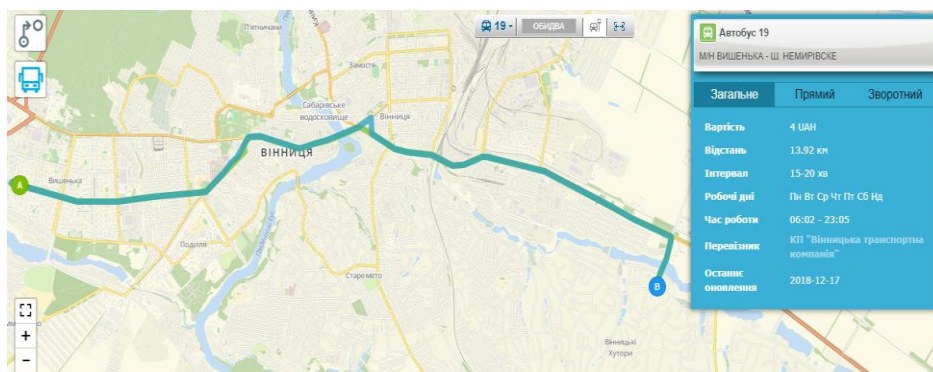 19
ОБИДВА
Автобус 19
М/Н ВИШЕНЬКА - Ш. НЕМИРІВСКЕ
Загальне Прямий Зворотний
Вартість 4 UAH
Відстань 13.92 км
Інтервал 15-20 хв
Робочі дні Пн Вт Ср Чт Пт Сб Нд
Час роботи 06:02 - 23:05
Перевізник КП "Вінницька транспортна
компанія"
Останнє
оновлення 2018-12-17
П'ятничани
Замостя
Сабарівське
водосховище
Вінниця
ВІННИЦЯ
Вишенька
A
Поділля
Старе місто
B
Вінницькі
Хутори
+
−